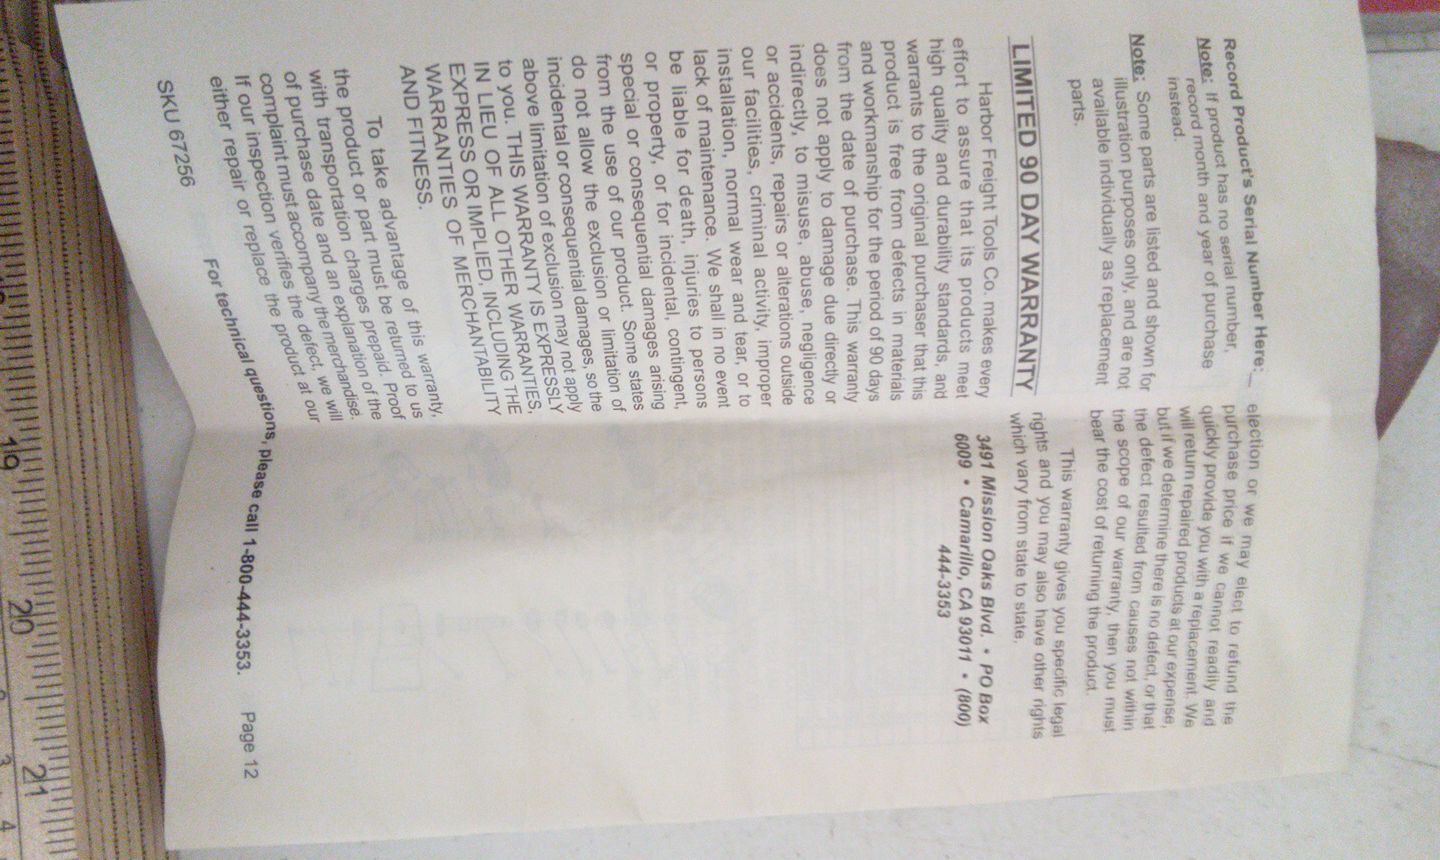 Record Product's Serial Number Here:_
Note: If product has no serial number,
record month and year of purchase
instead.
Note: Some parts are listed and shown for
illustration purposes only, and are not
available individually as replacement
parts.
LIMITED 90 DAY WARRANTY
Harbor Freight Tools Co. makes every
effort to assure that its products meet
high quality and durability standards, and
warrants to the original purchaser that this
product is free from defects in materials
and workmanship for the period of 90 days
from the date of purchase. This warranty
does not apply to damage due directly or
indirectly, to misuse, abuse, negligence
or accidents, repairs or alterations outside
our facilities, criminal activity, improper
installation, normal wear and tear, or to
lack of maintenance. We shall in no event
be liable for death, injuries to persons
or property, or for incidental, contingent,
special or consequential damages arising
from the use of our product. Some states
do not allow the exclusion or limitation of
incidental or consequential damages, so the
above limitation of exclusion may not apply
to you. THIS WARRANTY IS EXPRESSLY
IN LIEU OF ALL OTHER WARRANTIES,
EXPRESS OR IMPLIED, INCLUDING THE
WARRANTIES OF MERCHANTABILITY
AND FITNESS.
To take advantage of this warranty,
the product or part must be returned to us
with transportation charges prepaid. Proof
of purchase date and an explanation of the
complaint must accompany the merchandise.
If our inspection verifies the defect, we will
either repair or replace the product at our
election or we may elect to refund the
purchase price if we cannot readily and
quickly provide you with a replacement. We
will return repaired products at our expense,
but if we determine there is no defect, or that
the defect resulted from causes not within
the scope of our warranty, then you must
bear the cost of returning the product.
This warranty gives you specific legal
rights and you may also have other rights
which vary from state to state.
3491 Mission Oaks Blvd. • PO Box
6009 • Camarillo, CA 93011 • (800)
444-3353
SKU 67256
For technical questions, please call 1-800-444-3353.
Page 12
19
20
21
3
4